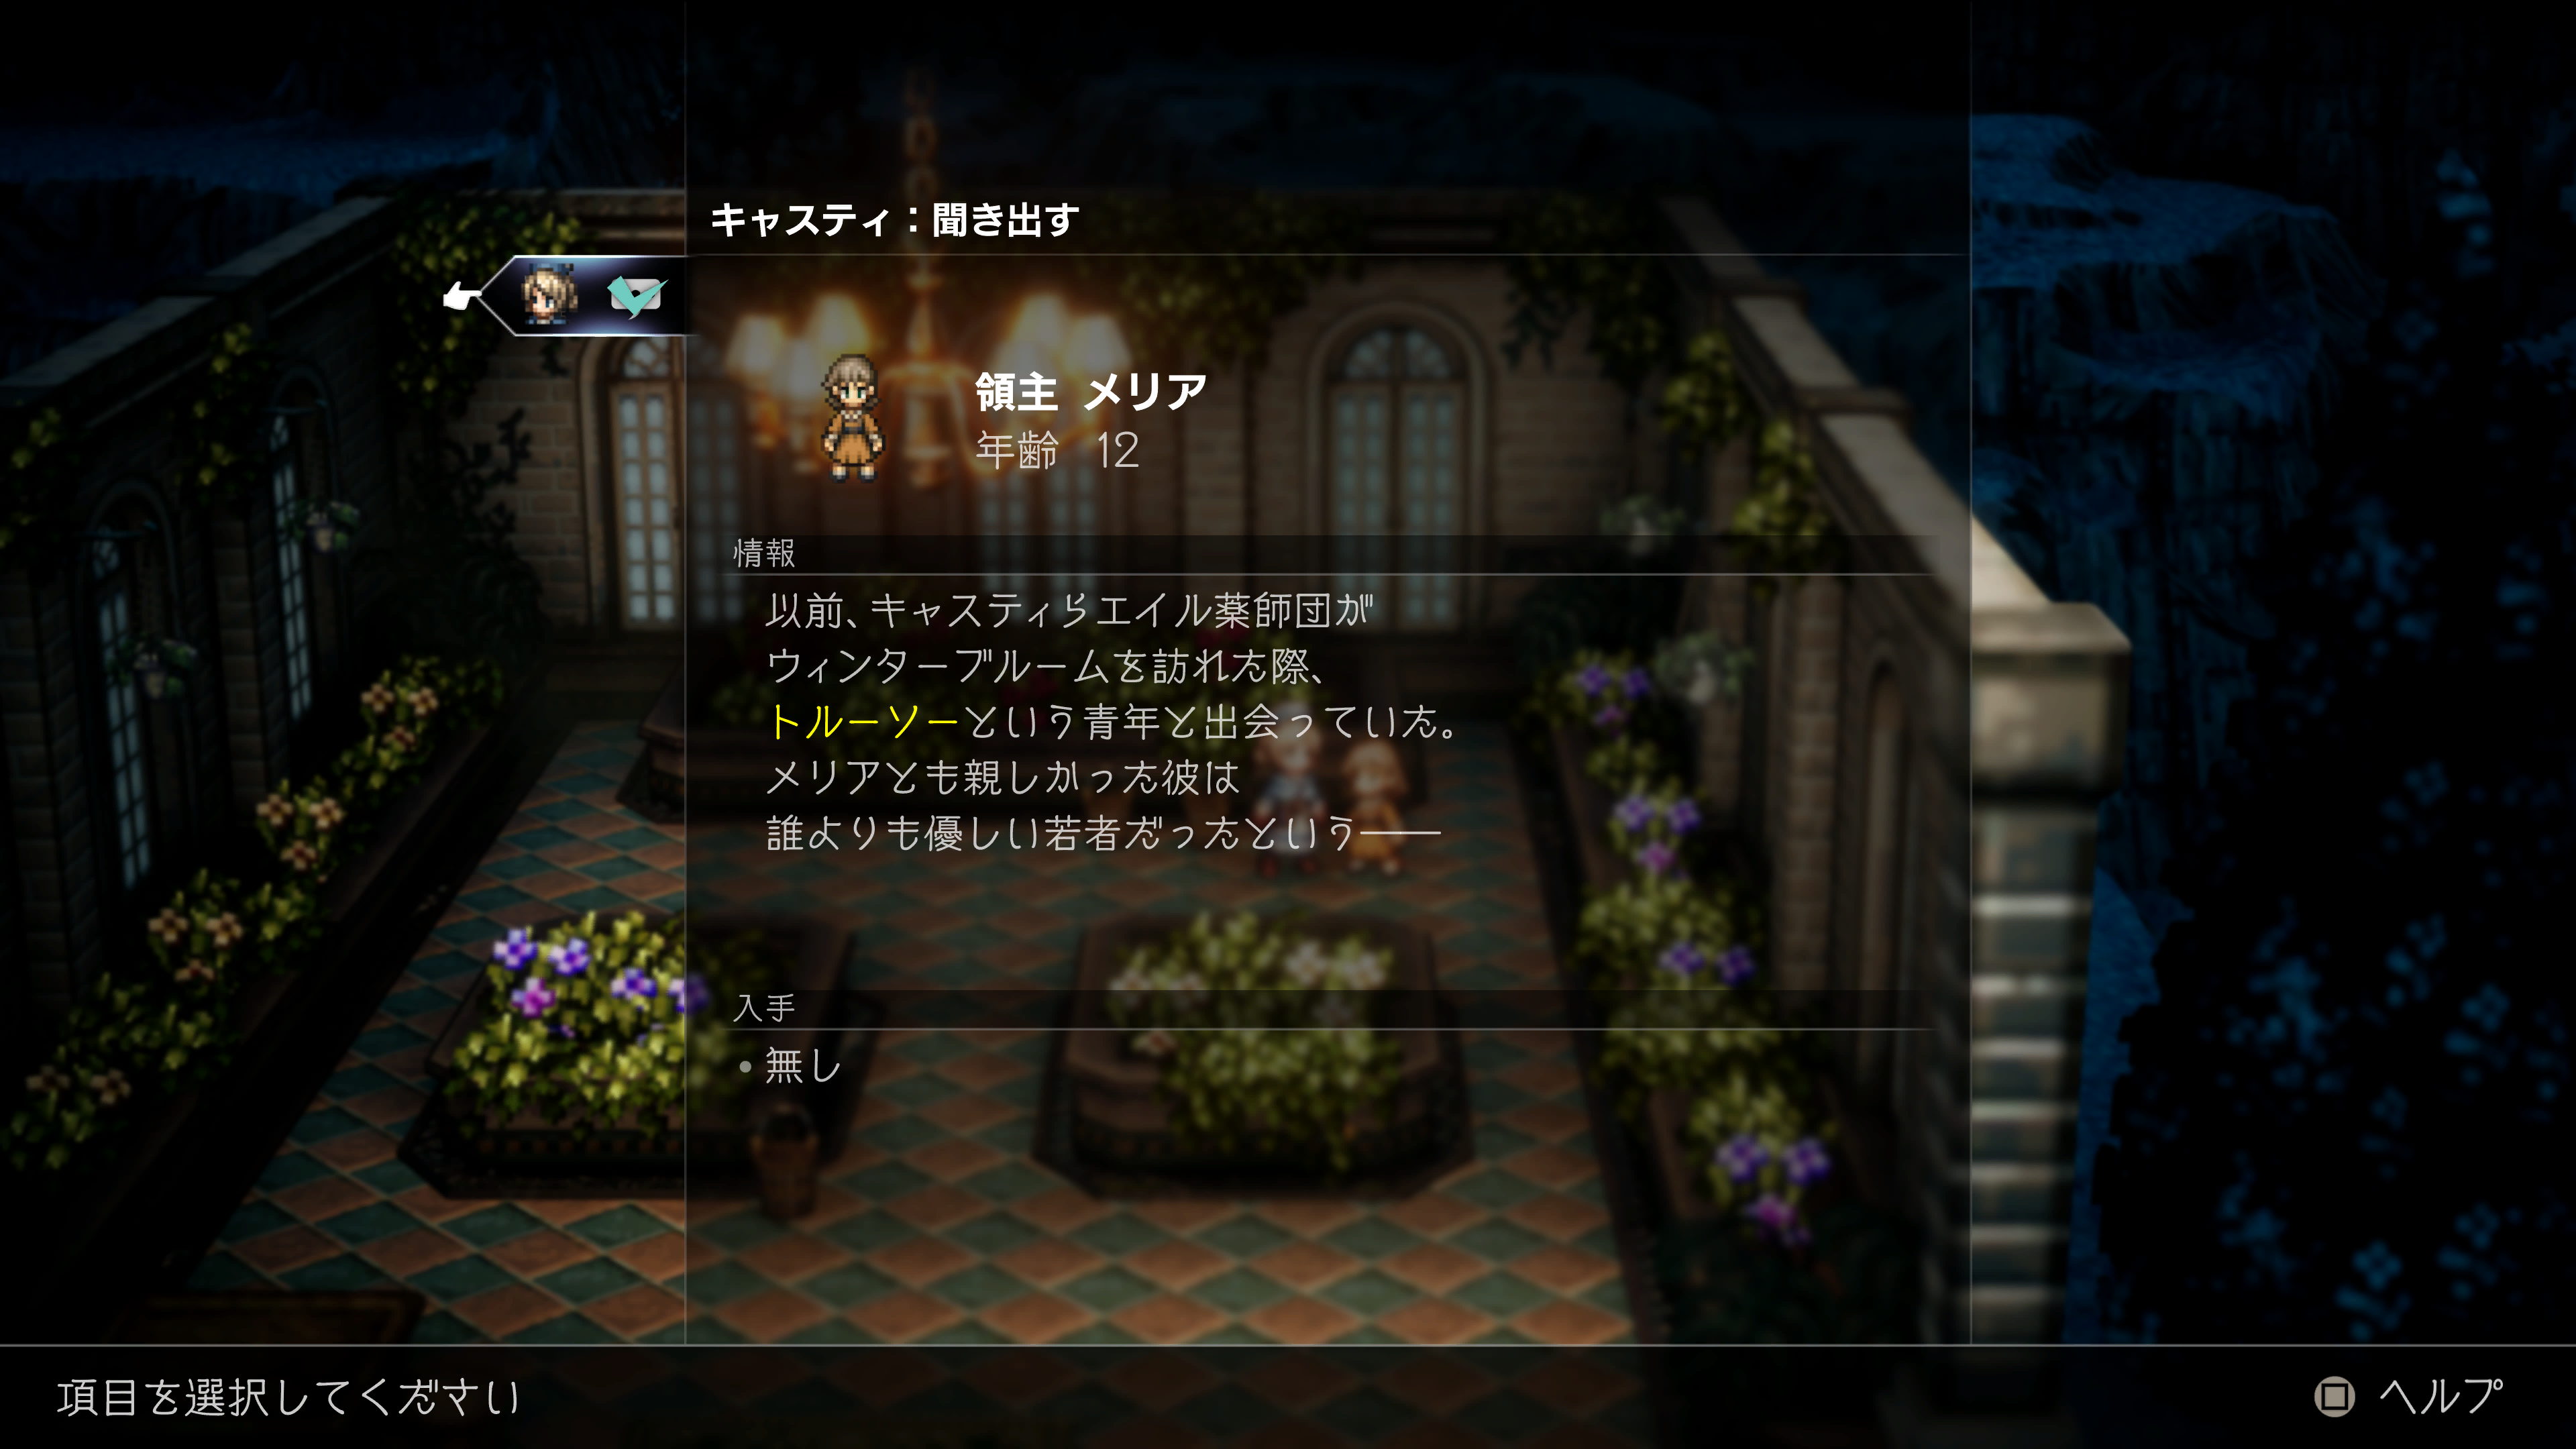 キャスティ：聞き出す
領主 メリア
年齢 12
情報
以前、キャスティらエイル薬師団が
ウィンターブルームを訪れた際、
トルーソーという青年と出会っていた。
メリアとも親しかった彼は
誰よりも優しい若者だったという――
入手
・無し
項目を選択してください
ヘルプ